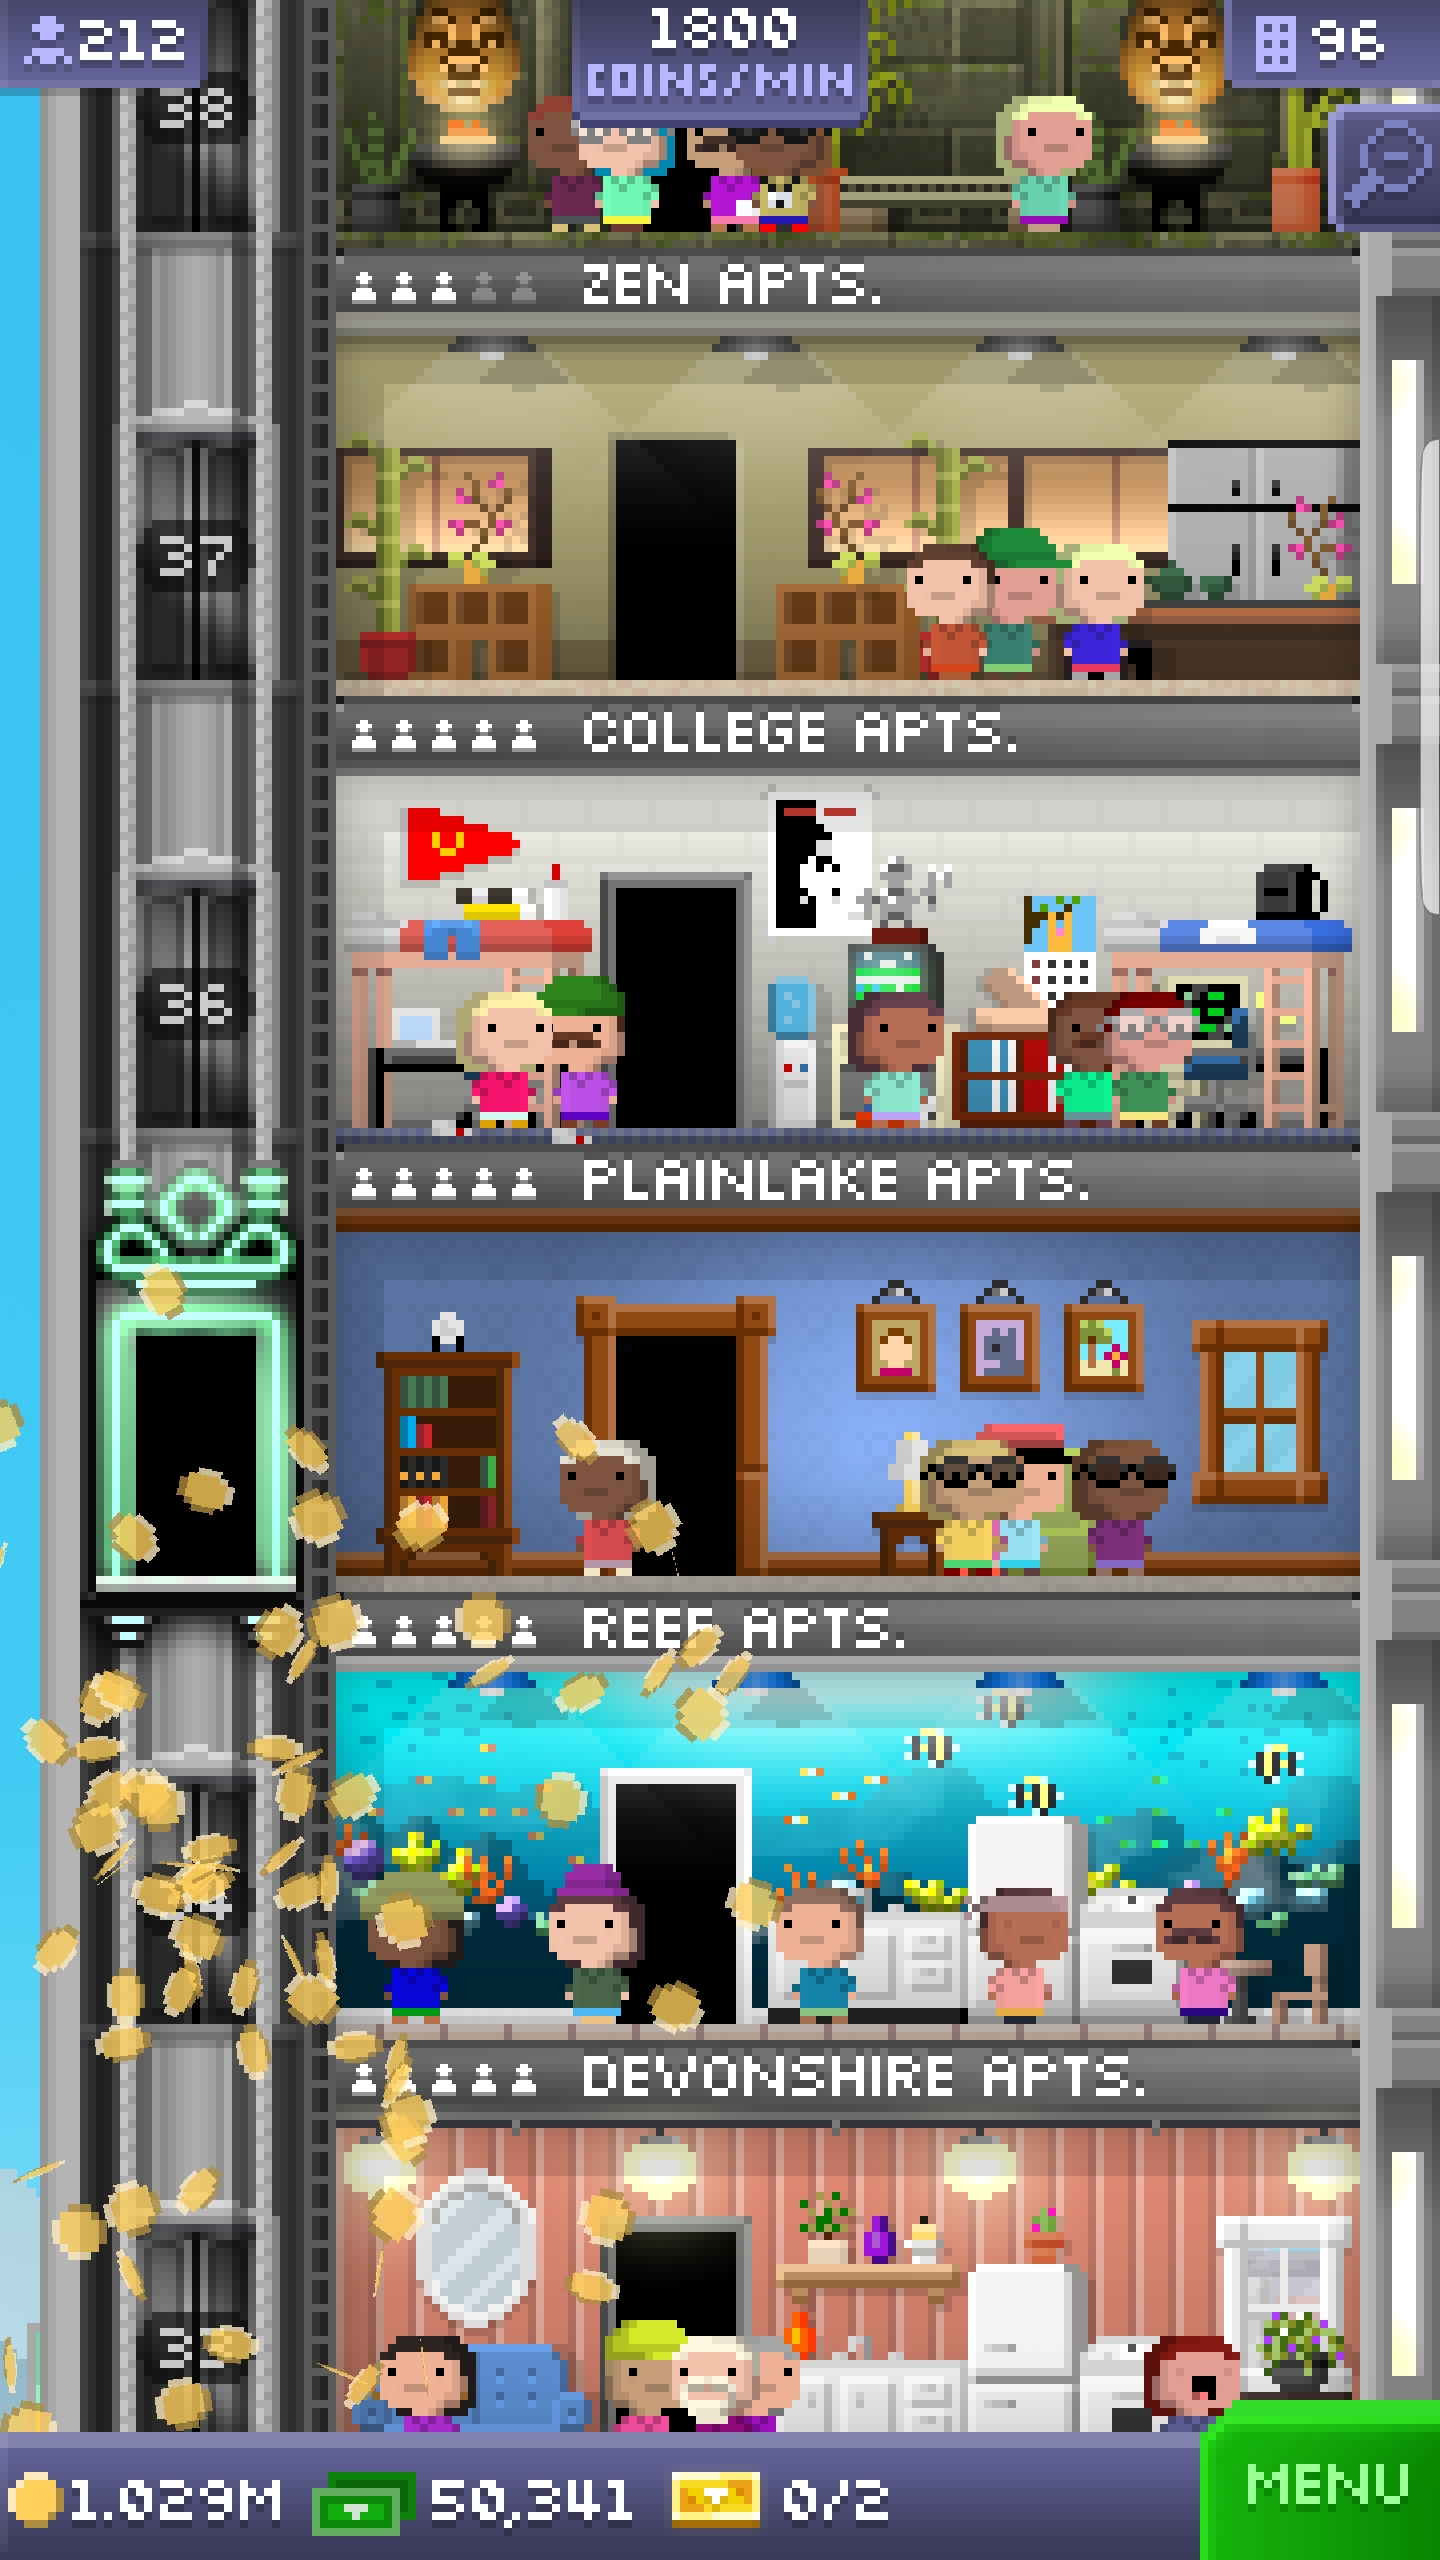 212
1800
COINS/MIN
96
38
ZEN APTS.
37
COLLEGE APTS.
36
PLAINLAKE APTS.
REEF APTS.
DEVONSHIRE APTS.
1.029M
50,341
0/2
MENU